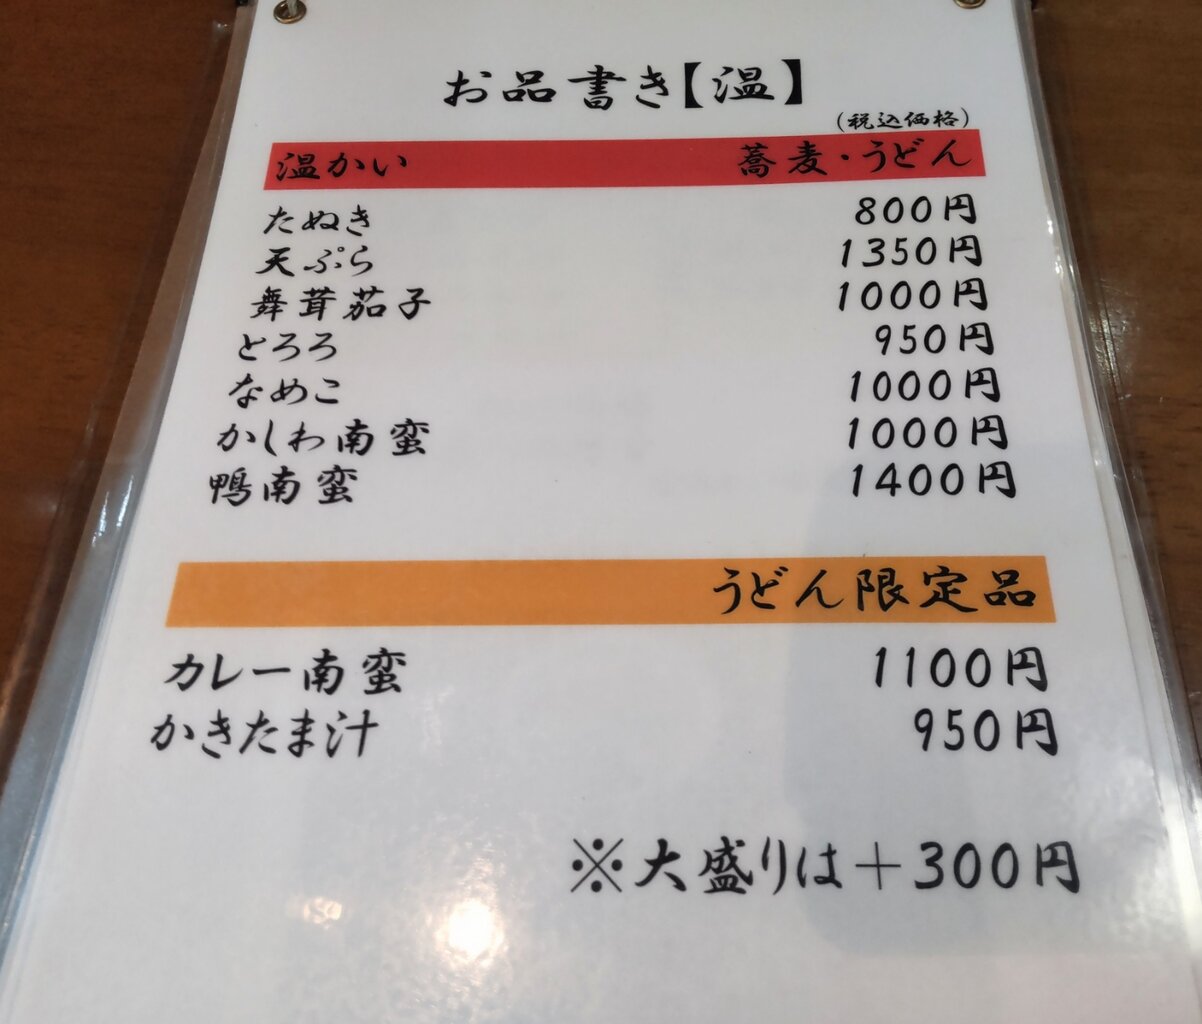 お品書き【温】
(税込価格)
温かい 蕎麦・うどん
たぬき 800円
天ぷら 1350円
舞茸茄子 1000円
とろろ 950円
なめこ 1000円
かしわ南蛮 1000円
鴨南蛮 1400円
うどん限定品
カレー南蛮 1100円
かきたま汁 950円
※大盛りは＋300円